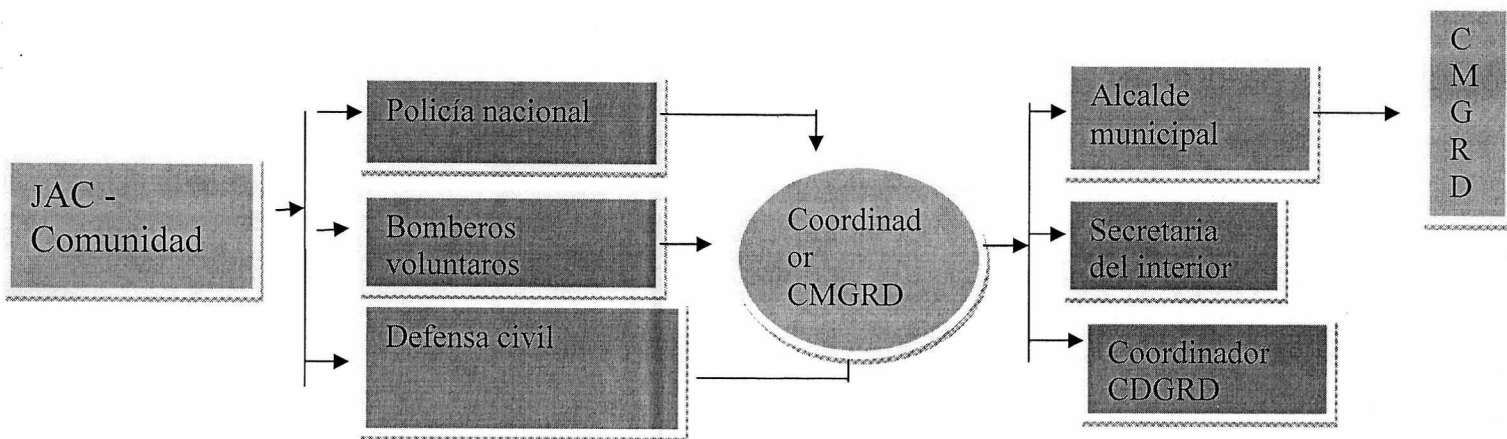 JAC -
Comunidad
Policía nacional
Bomberos
voluntaros
Defensa civil
Coordinad
or
CMGRD
Alcalde
municipal
Secretaria
del interior
Coordinador
CDGRD
C
M
G
R
D